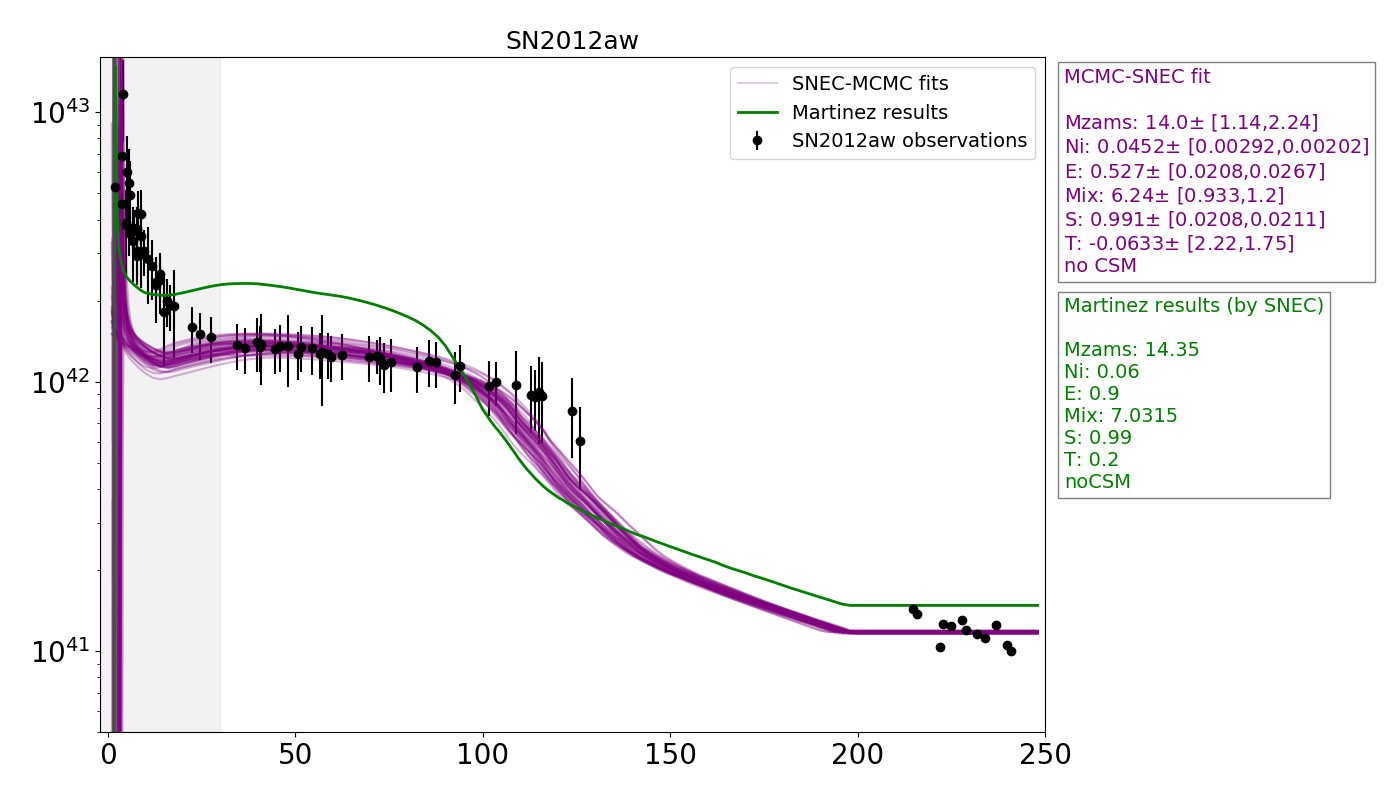 SN2012aw
10^43
10^42
10^41
0 50 100 150 200 250
SNEC-MCMC fits
Martinez results
SN2012aw observations
MCMC-SNEC fit
Mzams: 14.0± [1.14,2.24]
Ni: 0.0452± [0.00292,0.00202]
E: 0.527± [0.0208,0.0267]
Mix: 6.24± [0.933,1.2]
S: 0.991± [0.0208,0.0211]
T: -0.0633± [2.22,1.75]
no CSM
Martinez results (by SNEC)
Mzams: 14.35
Ni: 0.06
E: 0.9
Mix: 7.0315
S: 0.99
T: 0.2
noCSM